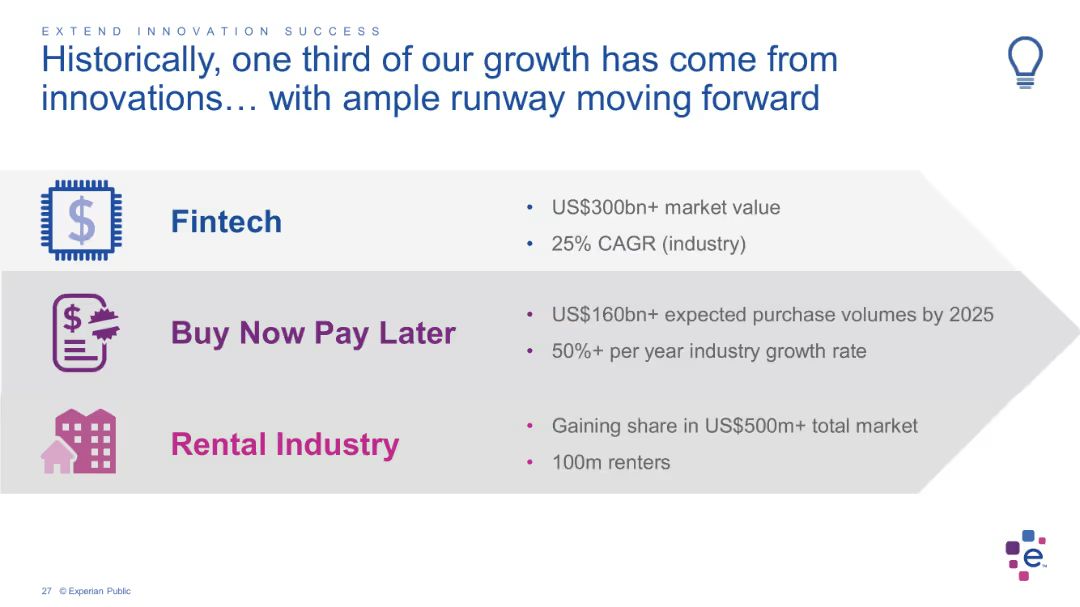 EXTEND INNOVATION SUCCESS
Historically, one third of our growth has come from
innovations… with ample runway moving forward
$
Fintech
• US$300bn+ market value
• 25% CAGR (industry)
$
Buy Now Pay Later
• US$160bn+ expected purchase volumes by 2025
• 50%+ per year industry growth rate
Rental Industry
• Gaining share in US$500m+ total market
• 100m renters
e™
27 © Experian Public